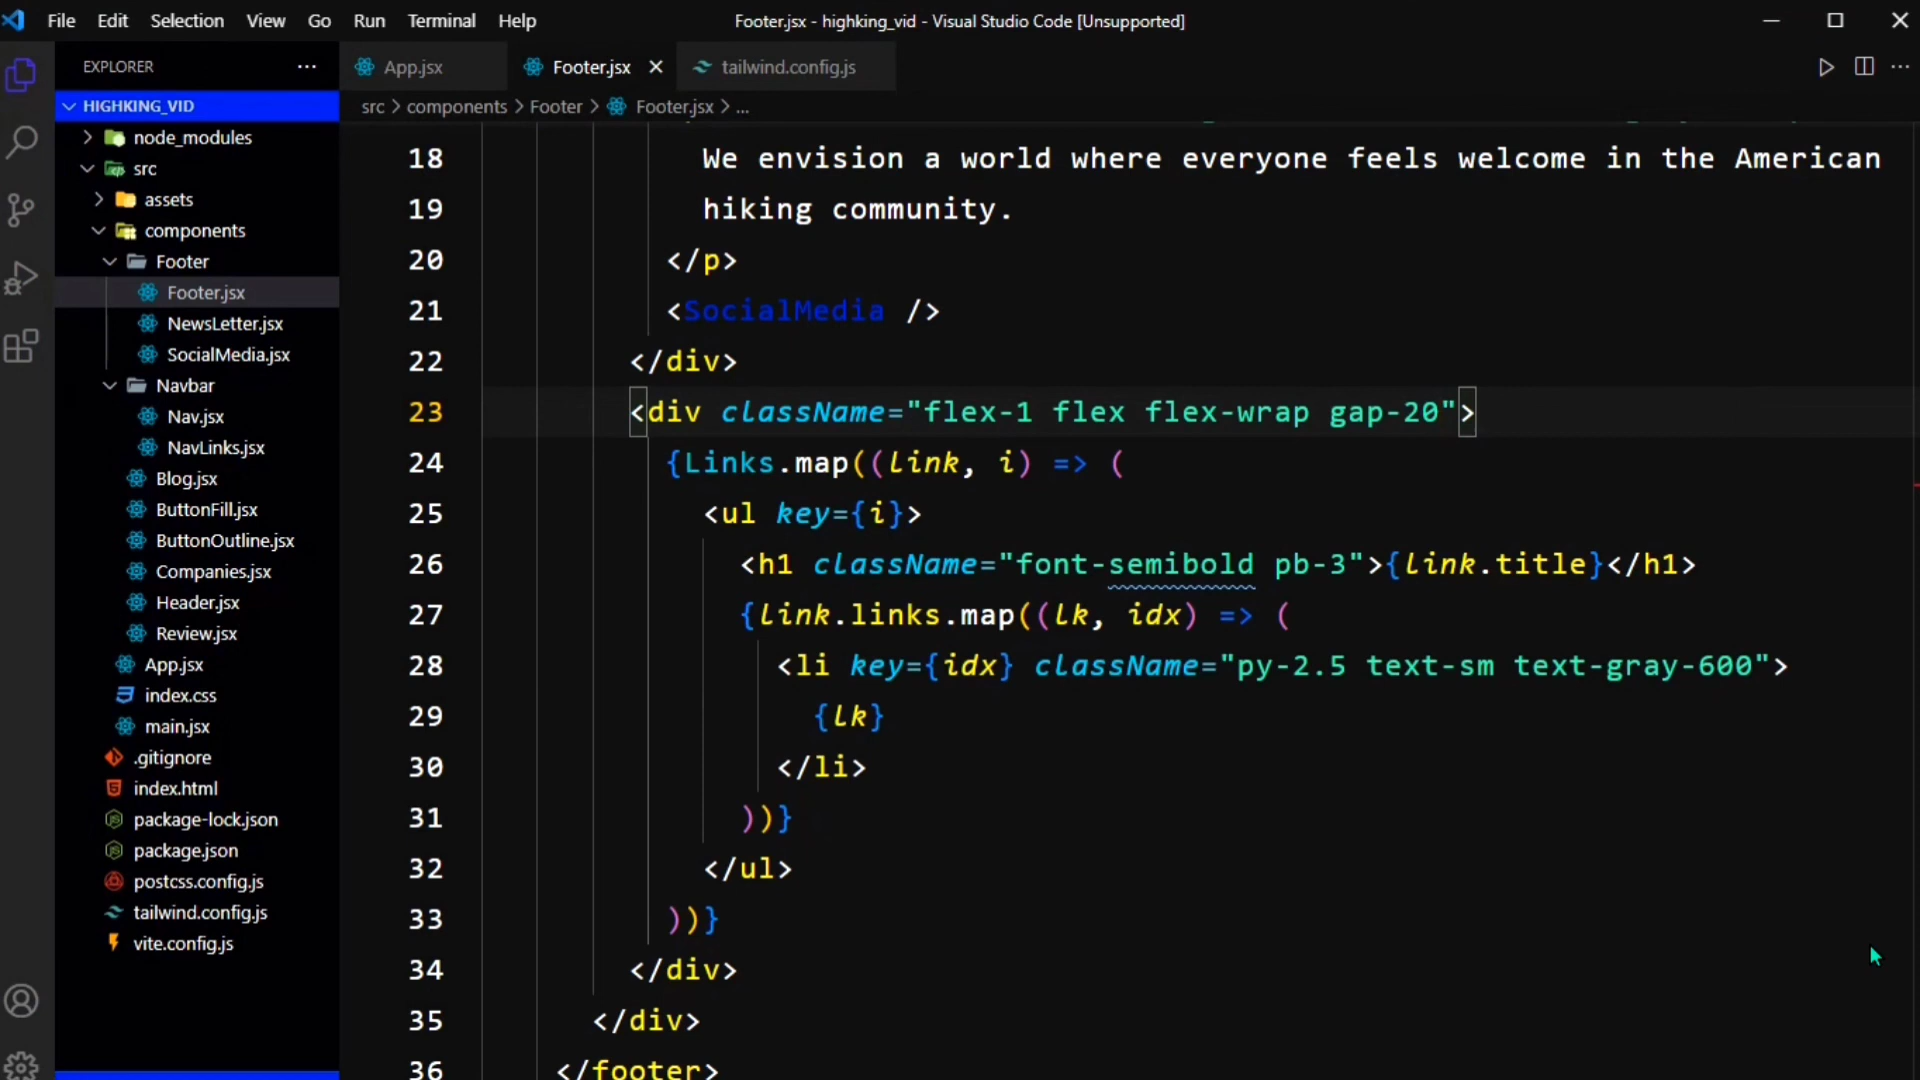 File Edit Selection View Go Run Terminal Help
Footer.jsx - highking_vid - Visual Studio Code [Unsupported]
EXPLORER
App.jsx
Footer.jsx
tailwind.config.js
HIGHKING_VID
src > components > Footer > Footer.jsx > ...
node_modules
src
assets
components
Footer
Footer.jsx
NewsLetter.jsx
SocialMedia.jsx
Navbar
Nav.jsx
NavLinks.jsx
Blog.jsx
ButtonFill.jsx
ButtonOutline.jsx
Companies.jsx
Header.jsx
Review.jsx
App.jsx
index.css
main.jsx
.gitignore
index.html
package-lock.json
package.json
postcss.config.js
tailwind.config.js
vite.config.js
18 We envision a world where everyone feels welcome in the American
19 hiking community.
20 </p>
21 <SocialMedia />
22 </div>
23 <div className="flex-1 flex flex-wrap gap-20">
24 {Links.map((link, i) => (
25 <ul key={i}>
26 <h1 className="font-semibold pb-3">{link.title}</h1>
27 {link.links.map((lk, idx) => (
28 <li key={idx} className="py-2.5 text-sm text-gray-600">
29 {lk}
30 </li>
31 ))}
32 </ul>
33 ))}
34 </div>
35 </div>
36 </footer>